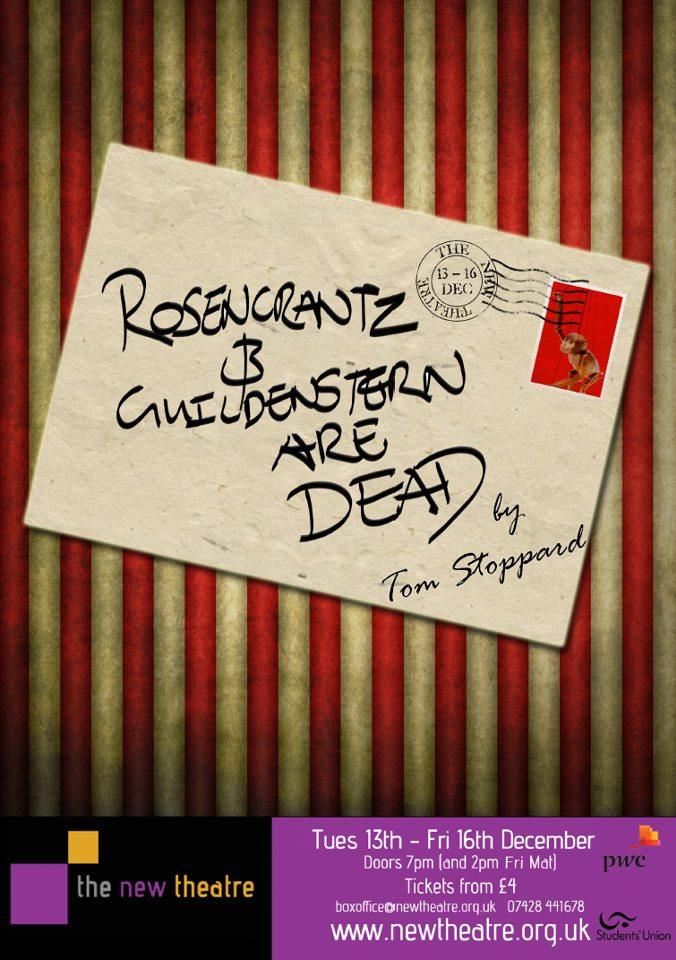 THE NEW THEATRE
13 - 16
DEC
ROSENCRANTZ
&
GUILDENSTERN
ARE
DEAD
by
Tom Stoppard
the new theatre
Tues 13th - Fri 16th December
Doors 7pm (and 2pm Fri Mat)
Tickets from £4
boxoffice@newtheatre.org.uk 07428 441678
www.newtheatre.org.uk
pwc
Students' Union